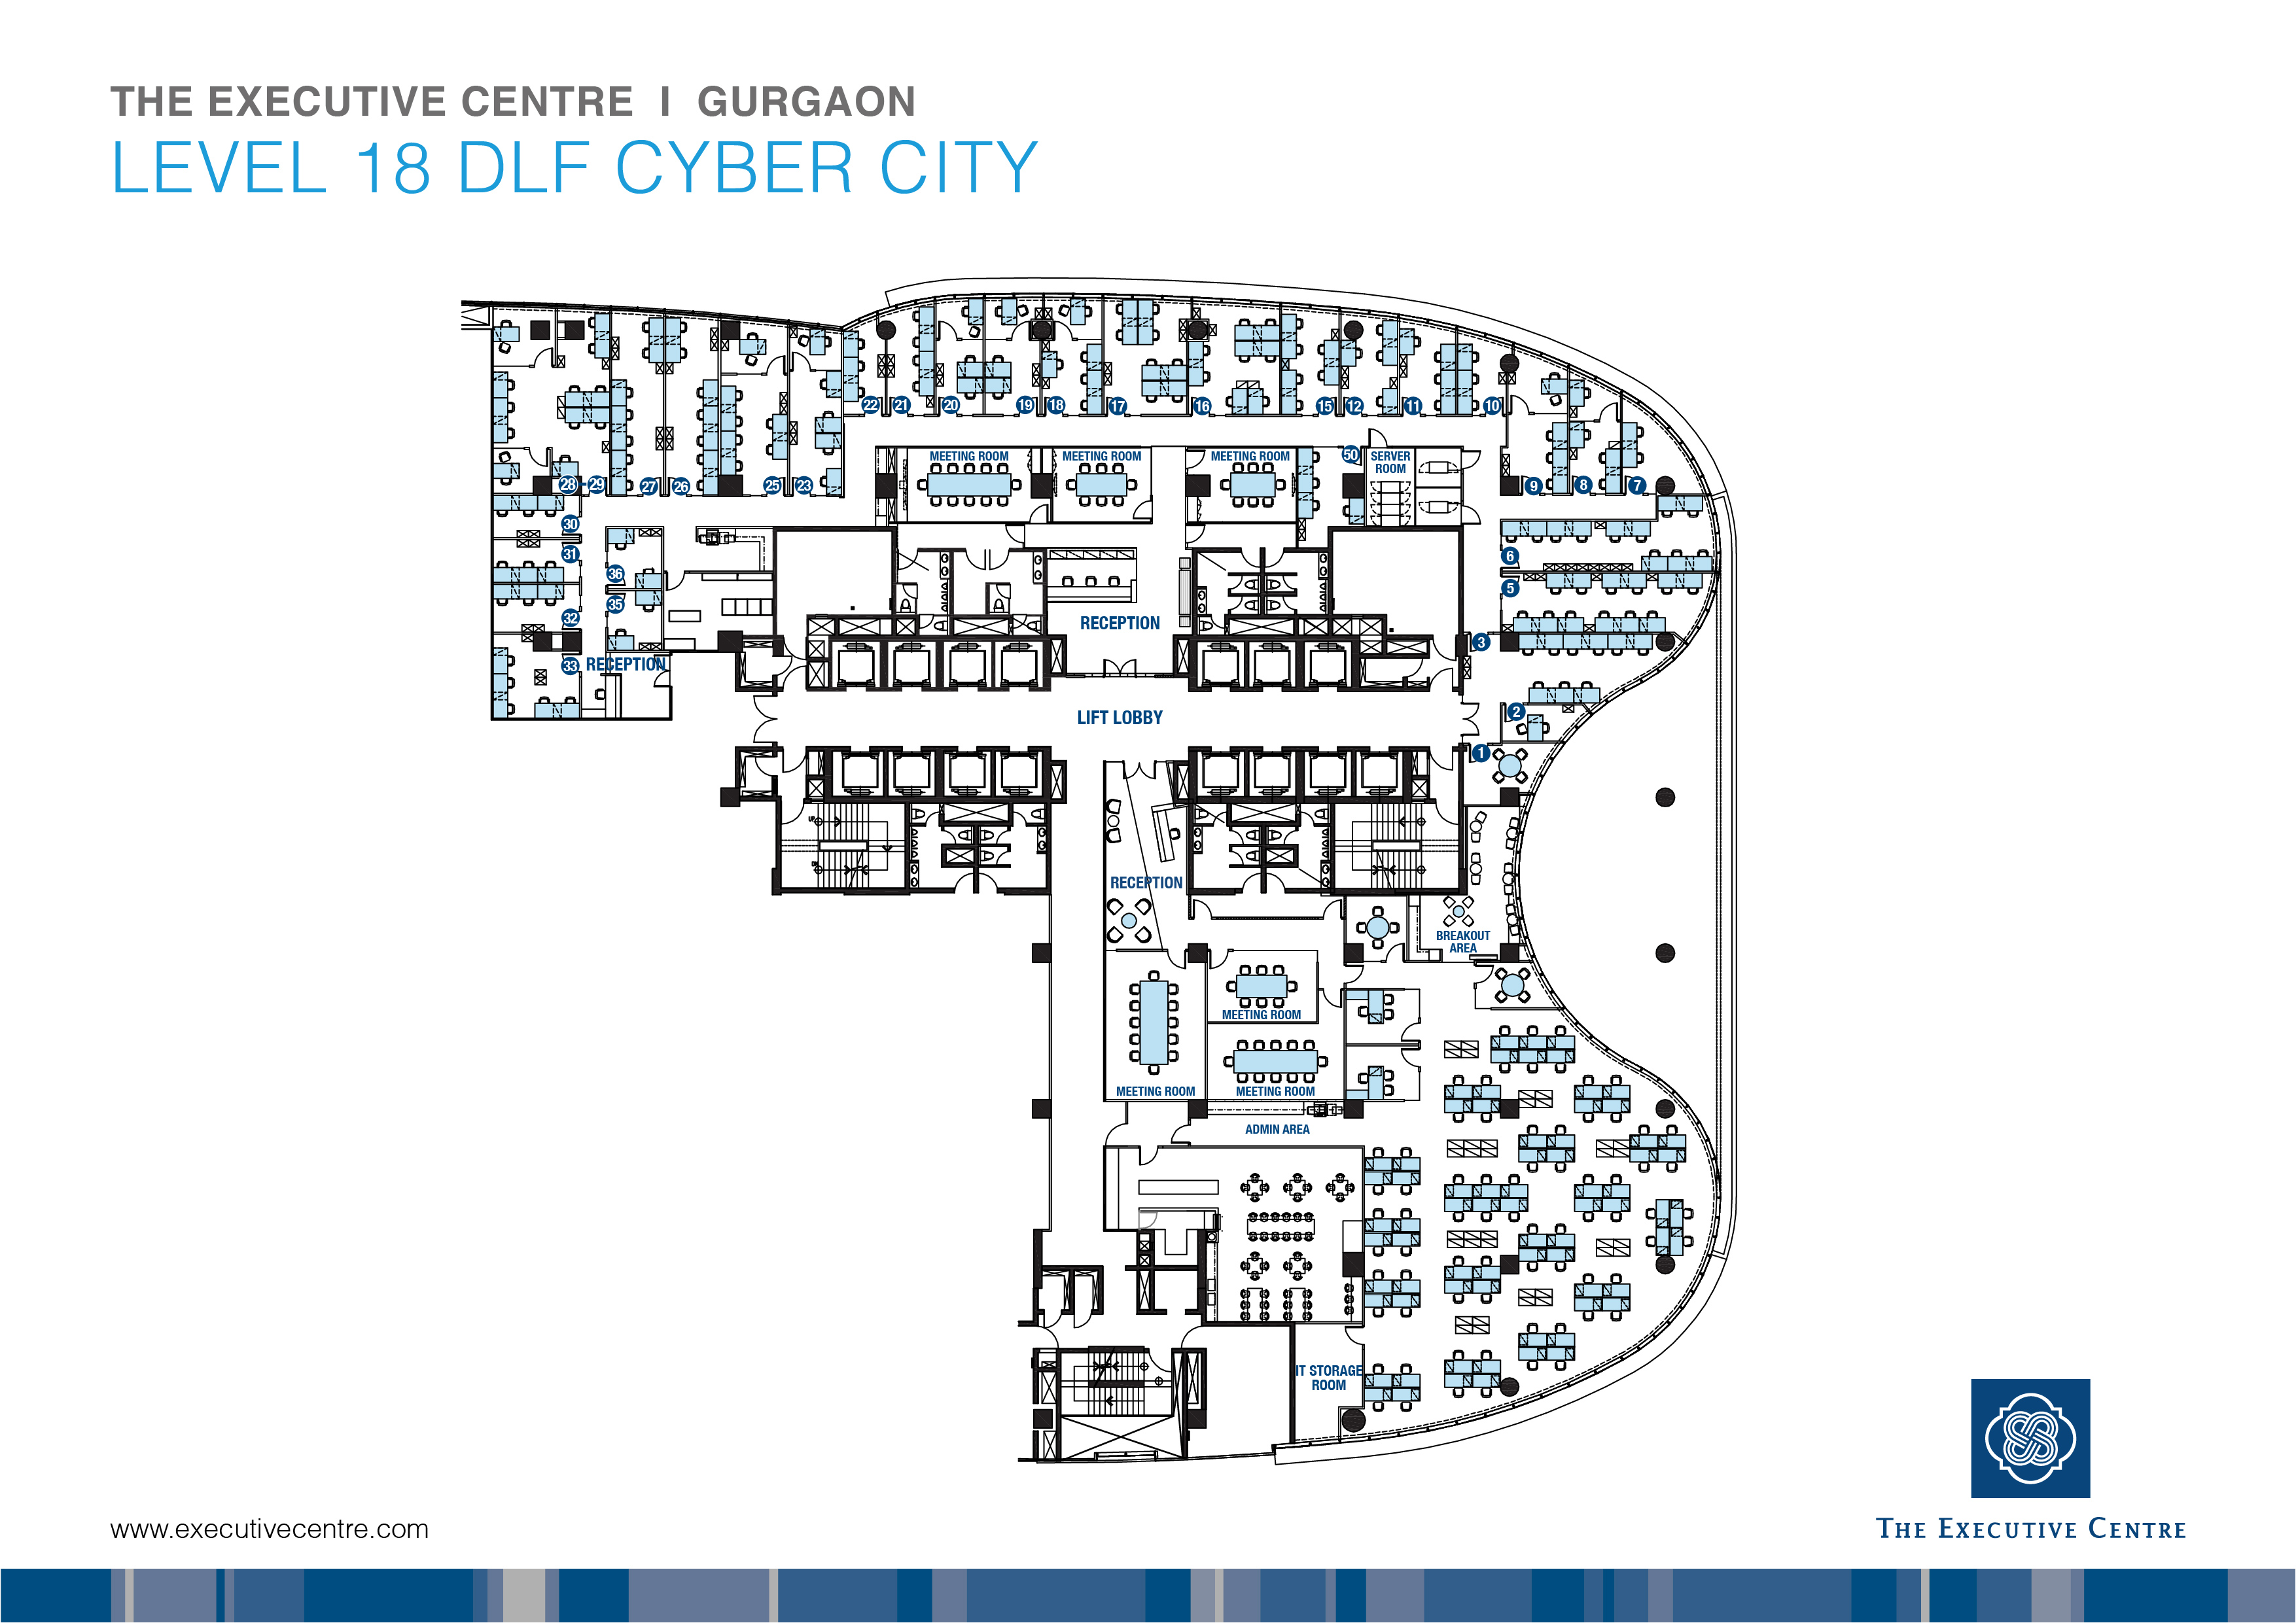 THE EXECUTIVE CENTRE | GURGAON
LEVEL 18 DLF CYBER CITY
22 21 20 19 18 17 16 15 12 11 10
MEETING ROOM MEETING ROOM MEETING ROOM 50 SERVER
ROOM
28 29 27 26 25 23 9 8 7
30
31 6
36 5
35
32
RECEPTION
3
33 RECEPTION
LIFT LOBBY 2
1
UP
RECEPTION
BREAKOUT
AREA
MEETING ROOM
MEETING ROOM MEETING ROOM
ADMIN AREA
IT STORAGE
ROOM
www.executivecentre.com
THE EXECUTIVE CENTRE